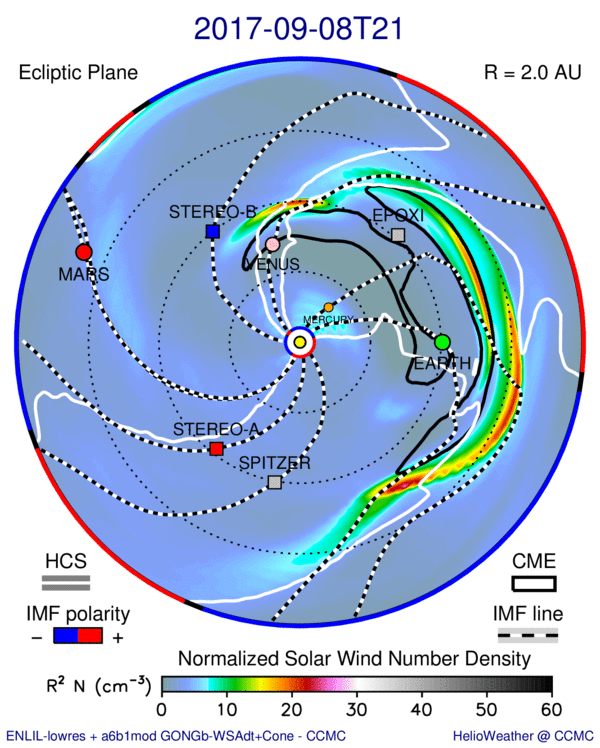 2017-09-08T21
Ecliptic Plane
R = 2.0 AU
STEREO-B
EPOXI
VENUS
MARS
MERCURY
EARTH
STEREO-A
SPITZER
HCS
CME
IMF polarity
IMF line
− +
Normalized Solar Wind Number Density
R² N (cm⁻³)
0 10 20 30 40 50 60
ENLIL-lowres + a6b1mod GONGb-WSAdt+Cone - CCMC
HelioWeather @ CCMC